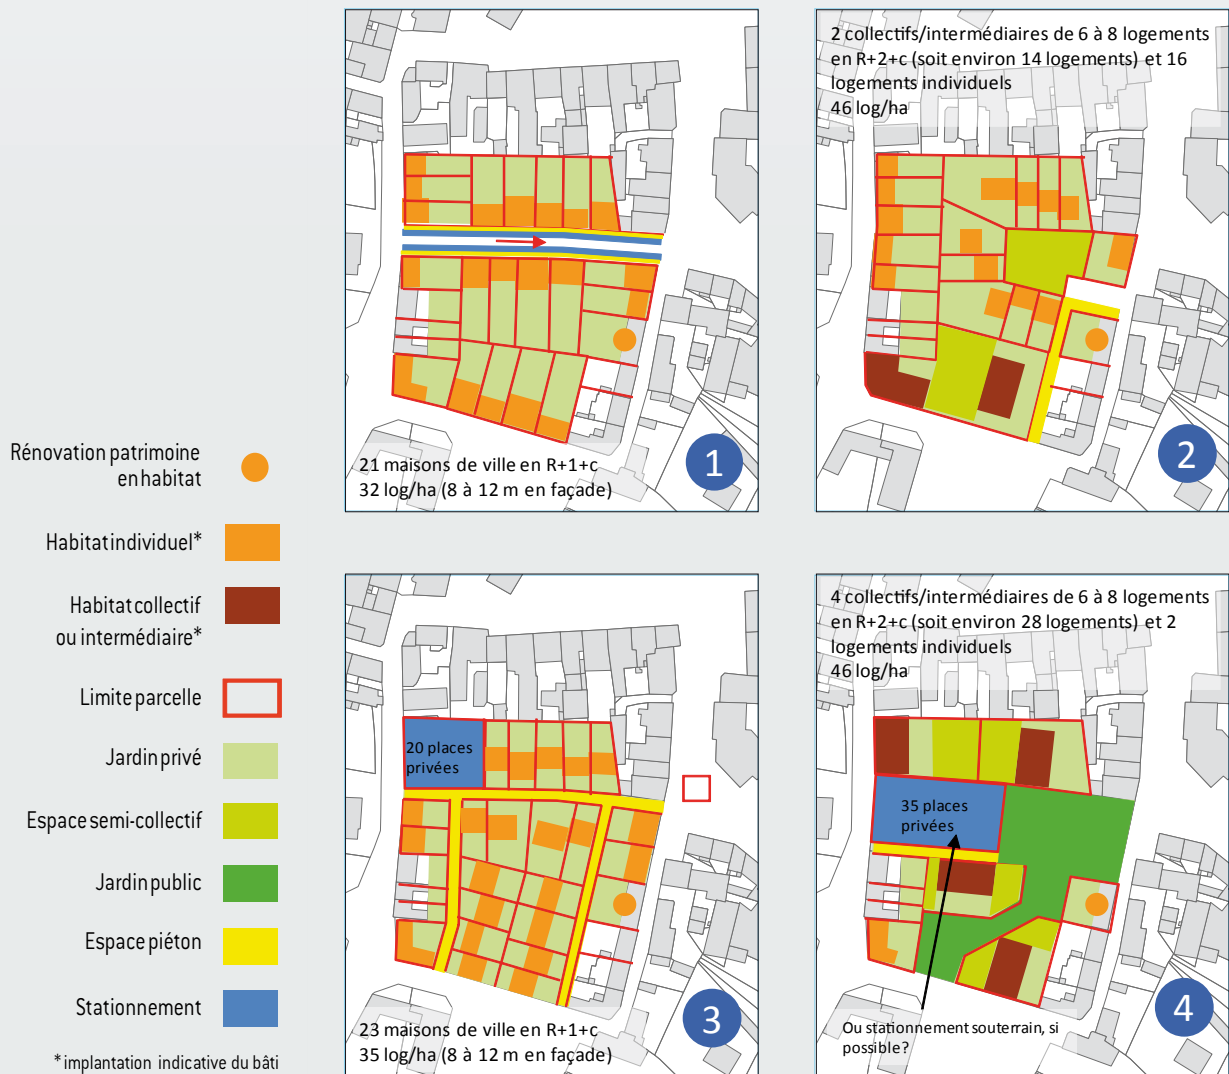 Rénovation patrimoine
en habitat
Habitat individuel*
Habitat collectif
ou intermédiaire*
Limite parcelle
Jardin privé
Espace semi-collectif
Jardin public
Espace piéton
Stationnement
*implantation indicative du bâti
21 maisons de ville en R+1+c
32 log/ha (8 à 12 m en façade)
1
2 collectifs/intermédiaires de 6 à 8 logements
en R+2+c (soit environ 14 logements) et 16
logements individuels
46 log/ha
2
20 places
privées
23 maisons de ville en R+1+c
35 log/ha (8 à 12 m en façade)
3
4 collectifs/intermédiaires de 6 à 8 logements
en R+2+c (soit environ 28 logements) et 2
logements individuels
46 log/ha
35 places
privées
Ou stationnement souterrain, si
possible?
4